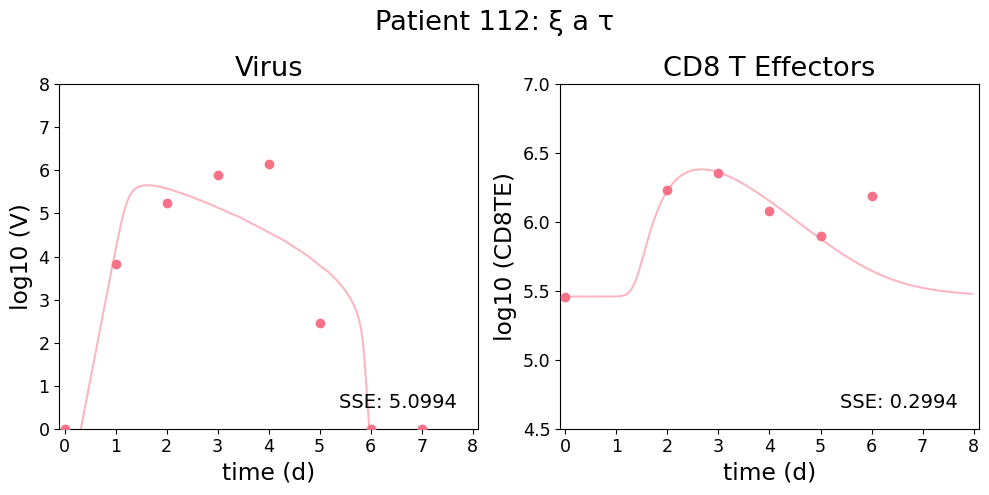 Patient 112: ξ a τ
Virus
log10 (V)
8
7
6
5
4
3
2
1
0
SSE: 5.0994
0 1 2 3 4 5 6 7 8
time (d)
CD8 T Effectors
log10 (CD8TE)
7.0
6.5
6.0
5.5
5.0
4.5
SSE: 0.2994
0 1 2 3 4 5 6 7 8
time (d)